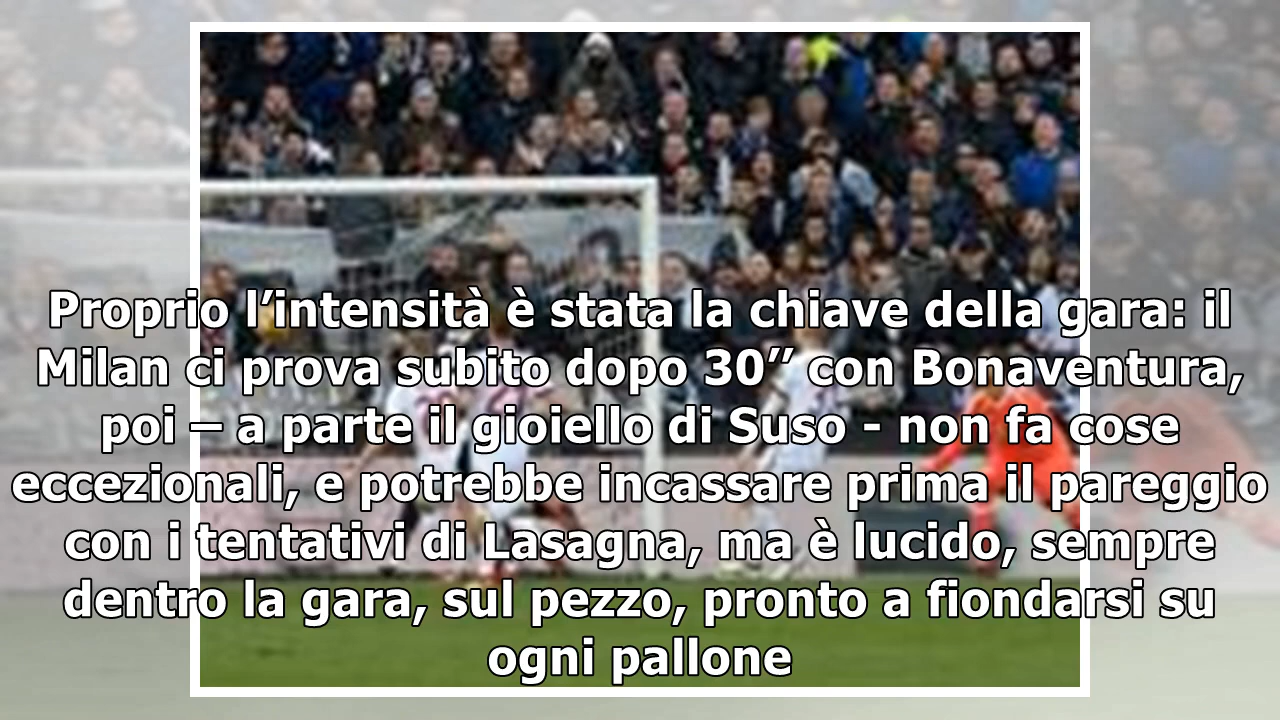 Proprio l’intensità è stata la chiave della gara: il
Milan ci prova subito dopo 30’’ con Bonaventura,
poi – a parte il gioiello di Suso - non fa cose
eccezionali, e potrebbe incassare prima il pareggio
con i tentativi di Lasagna, ma è lucido, sempre
dentro la gara, sul pezzo, pronto a fiondarsi su
ogni pallone